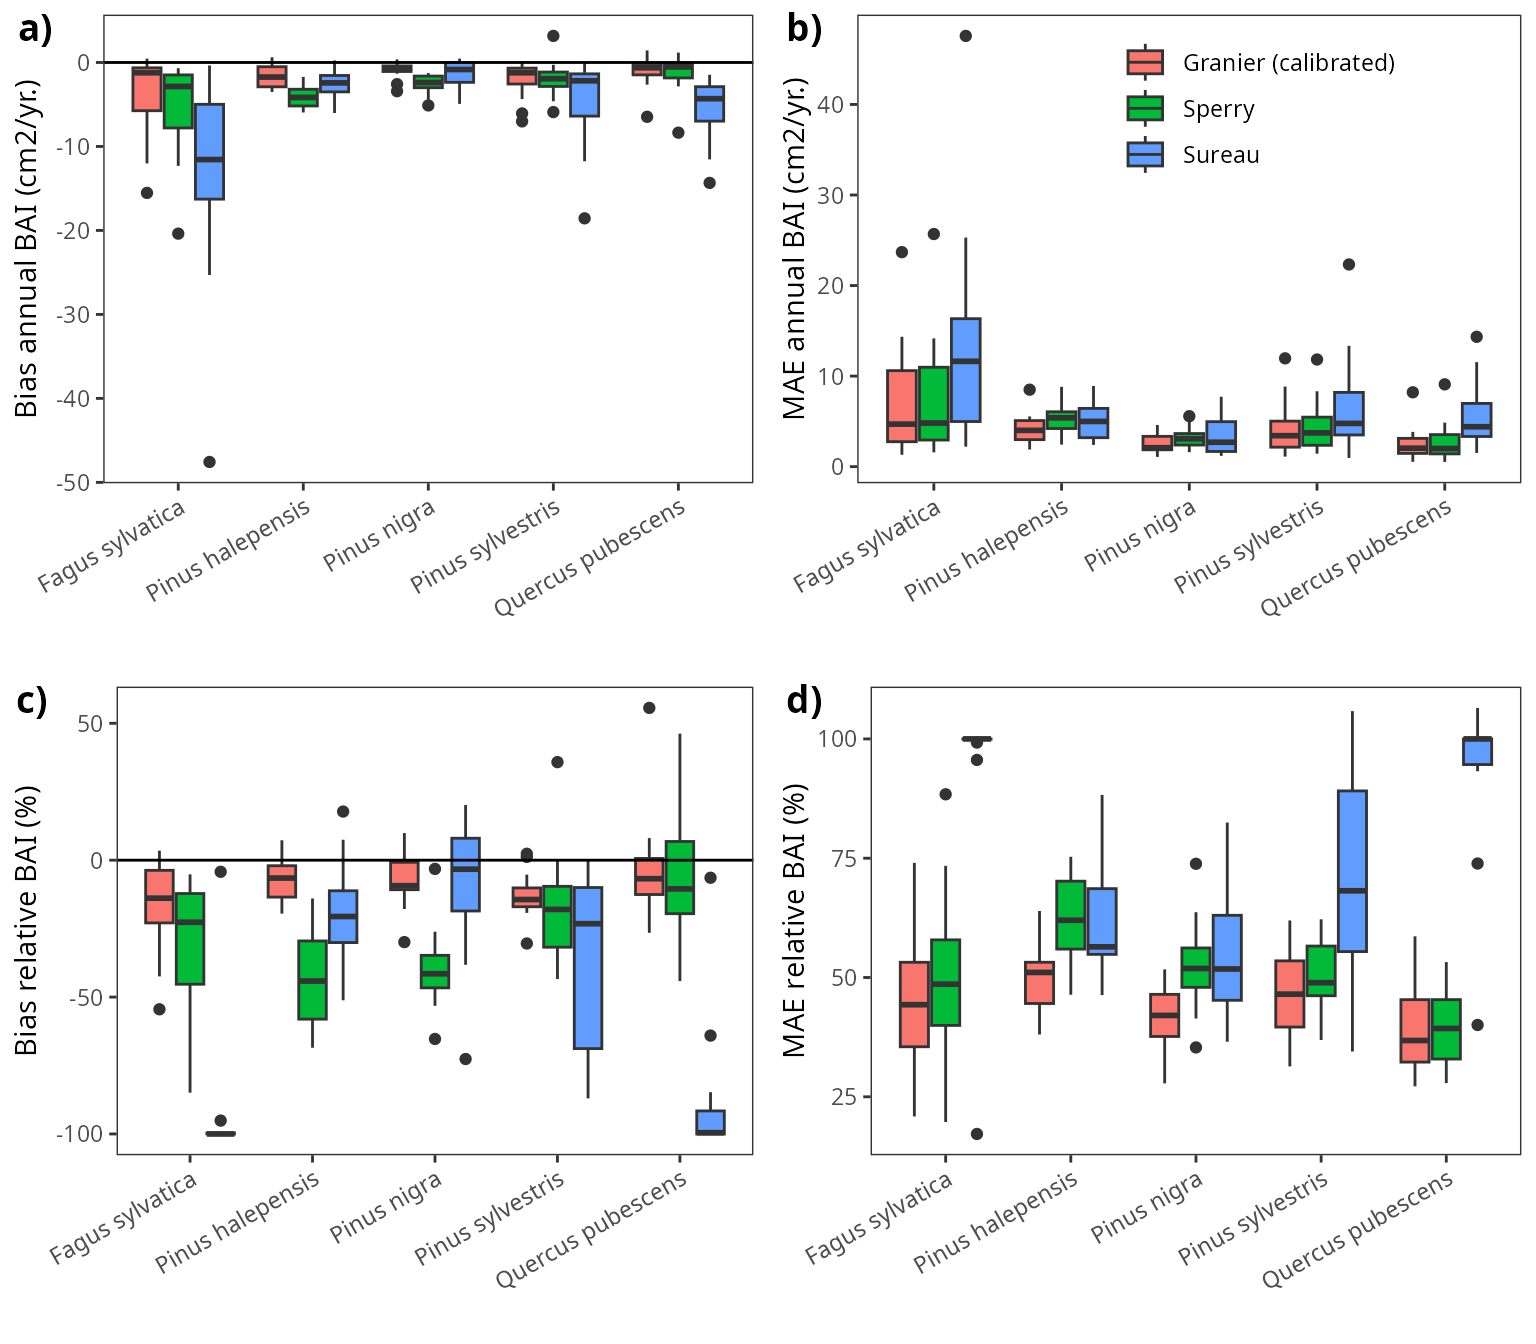 a)
Bias annual BAI (cm2/yr.)
0
-10
-20
-30
-40
-50
Fagus sylvatica
Pinus halepensis
Pinus nigra
Pinus sylvestris
Quercus pubescens
b)
MAE annual BAI (cm2/yr.)
40
30
20
10
0
Granier (calibrated)
Sperry
Sureau
Fagus sylvatica
Pinus halepensis
Pinus nigra
Pinus sylvestris
Quercus pubescens
c)
Bias relative BAI (%)
50
0
-50
-100
Fagus sylvatica
Pinus halepensis
Pinus nigra
Pinus sylvestris
Quercus pubescens
d)
MAE relative BAI (%)
100
75
50
25
Fagus sylvatica
Pinus halepensis
Pinus nigra
Pinus sylvestris
Quercus pubescens